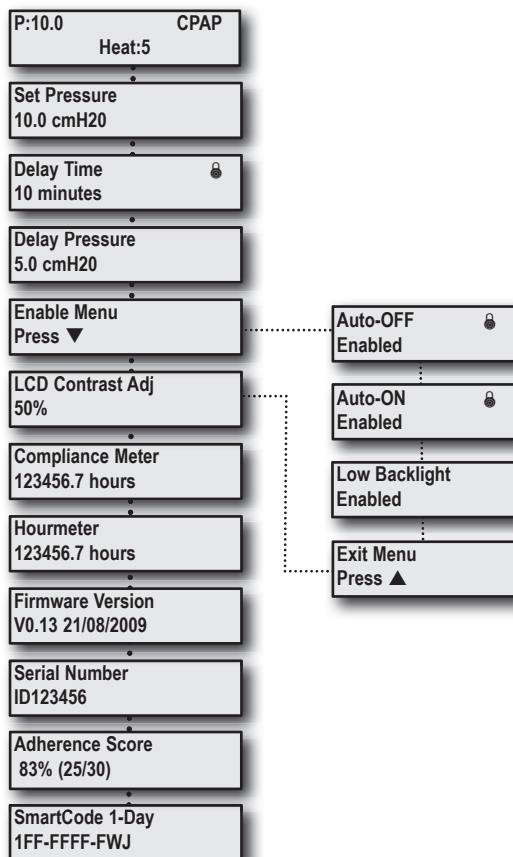 P:10.0 CPAP
Heat:5
Set Pressure
10.0 cmH20
Delay Time
10 minutes
Delay Pressure
5.0 cmH20
Enable Menu
Press ▼
LCD Contrast Adj
50%
Compliance Meter
123456.7 hours
Hourmeter
123456.7 hours
Firmware Version
V0.13 21/08/2009
Serial Number
ID123456
Adherence Score
83% (25/30)
SmartCode 1-Day
1FF-FFFF-FWJ
Auto-OFF
Enabled
Auto-ON
Enabled
Low Backlight
Enabled
Exit Menu
Press ▲